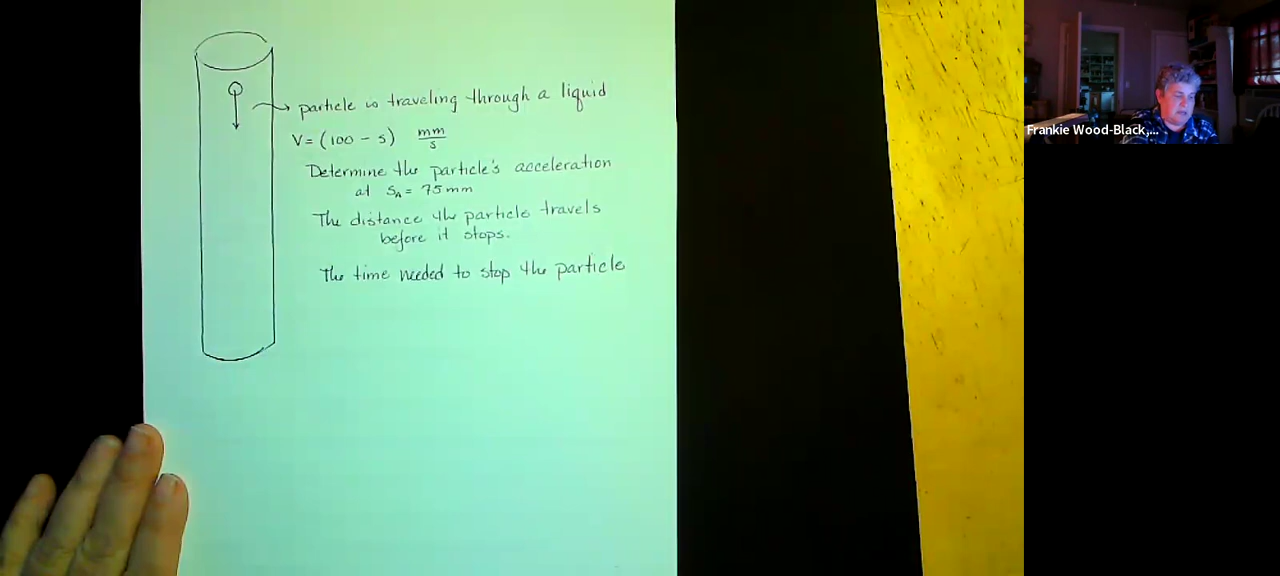 particle is traveling through a liquid
V = (100 - s) mm/s
Determine the particle's acceleration
at SA = 75 mm
The distance the particle travels
before it stops.
The time needed to stop the particle
Frankie Wood-Black,...